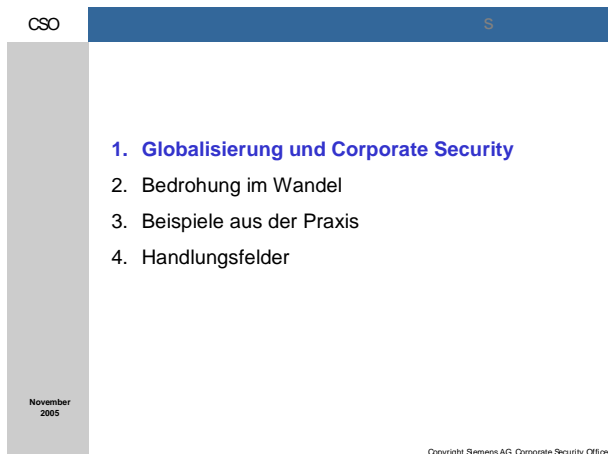 CSO
S
1. Globalisierung und Corporate Security
2. Bedrohung im Wandel
3. Beispiele aus der Praxis
4. Handlungsfelder
November
2005
Copyright Siemens AG, Corporate Security Office